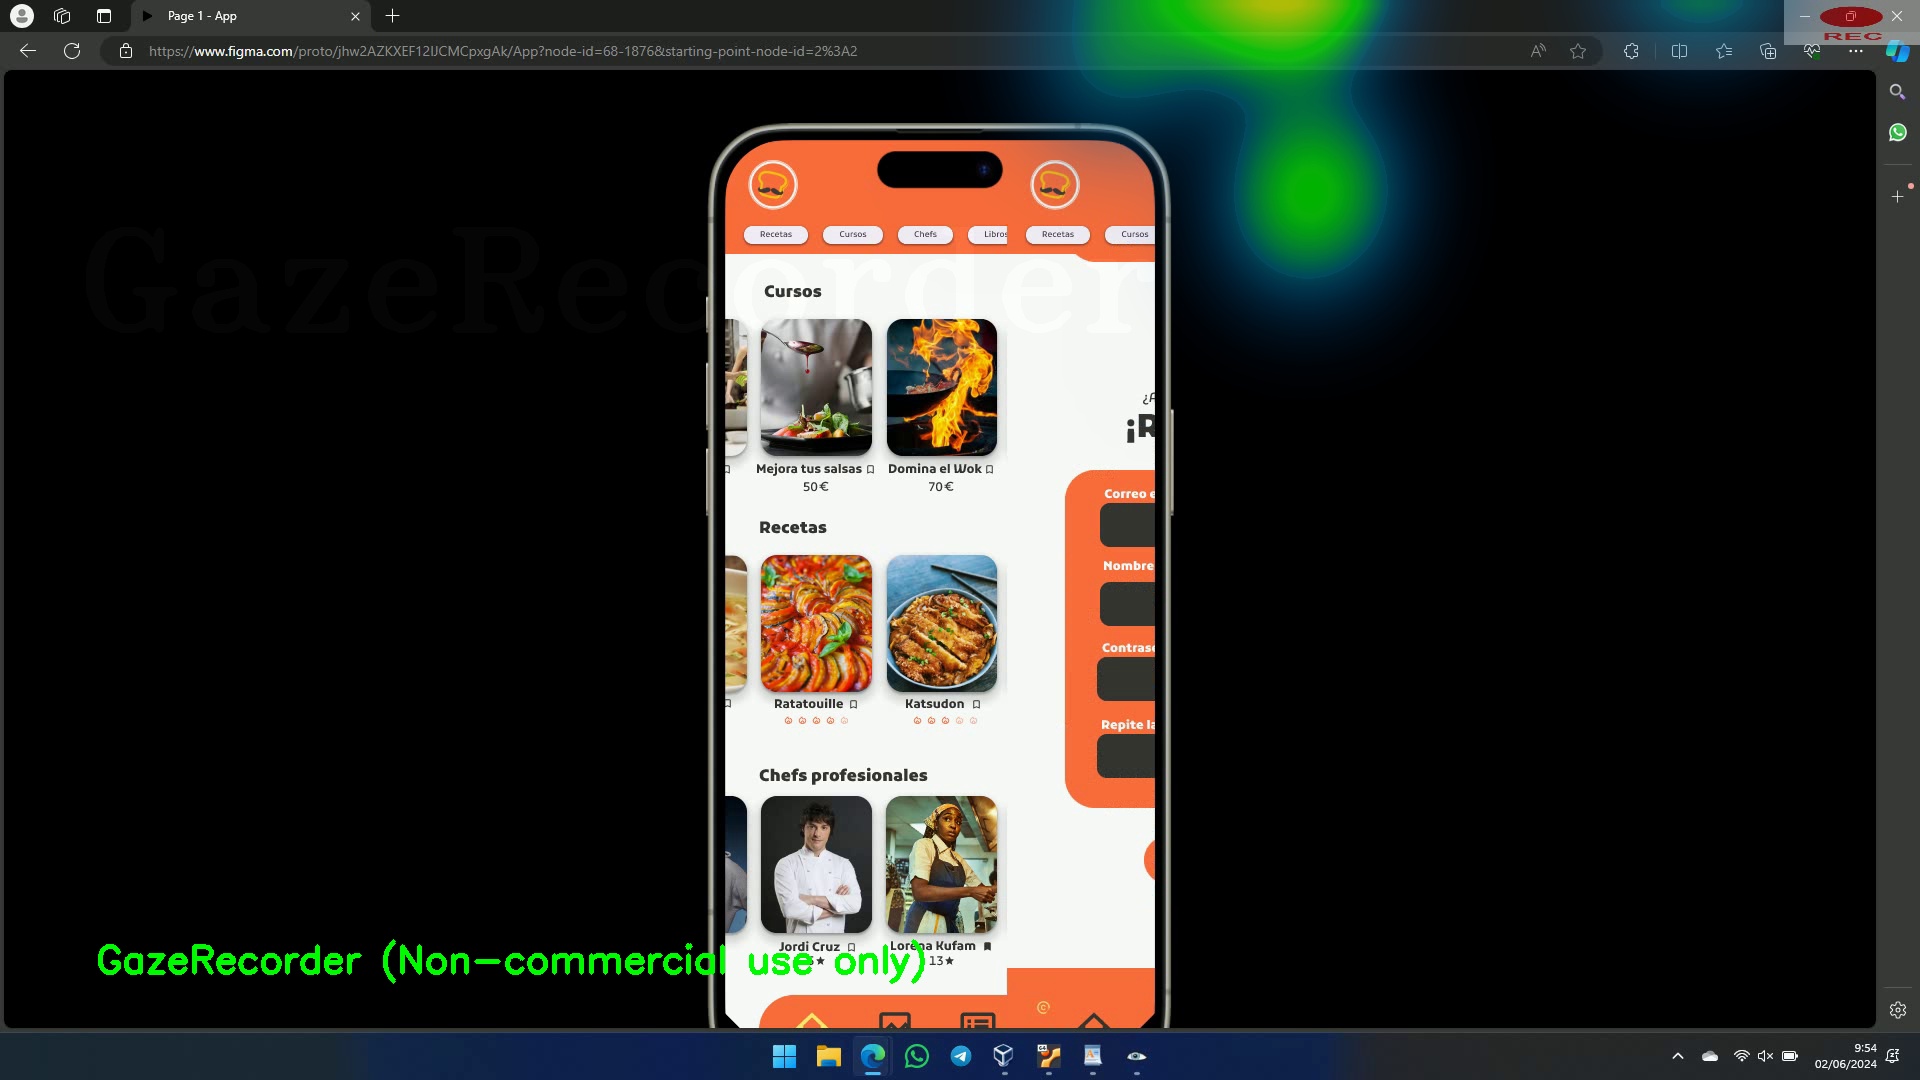 Page 1 - App
https://www.figma.com/proto/jhw2AZKXEF12IJCMCpxgAk/App?node-id=68-1876&starting-point-node-id=2%3A2
REC
GazeRecorder
Recetas Cursos Chefs Libros Recetas Cursos
Cursos
Mejora tus salsas Domina el Wok
50€ 70€
Recetas
Ratatouille Katsudon
Chefs profesionales
Jordi Cruz Lorena Kufam
13★
¿
¡R
Correo e
Nombre
Contrase
Repite la
GazeRecorder (Non-commercial use only)
9:54
02/06/2024